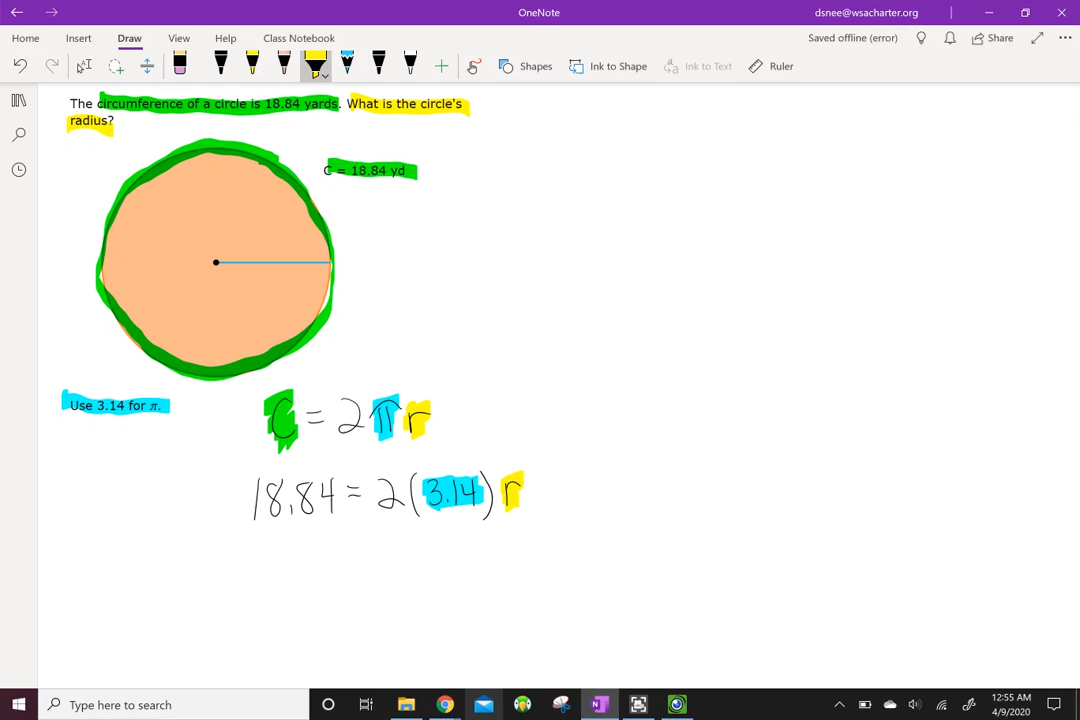 OneNote
dsnee@wsacharter.org
Home Insert Draw View Help Class Notebook
Saved offline (error) Share
Shapes Ink to Shape Ink to Text Ruler
The circumference of a circle is 18.84 yards. What is the circle's
radius?
C = 18.84 yd
Use 3.14 for π.
C = 2πr
18.84 = 2(3.14)r
Type here to search
12:55 AM
4/9/2020